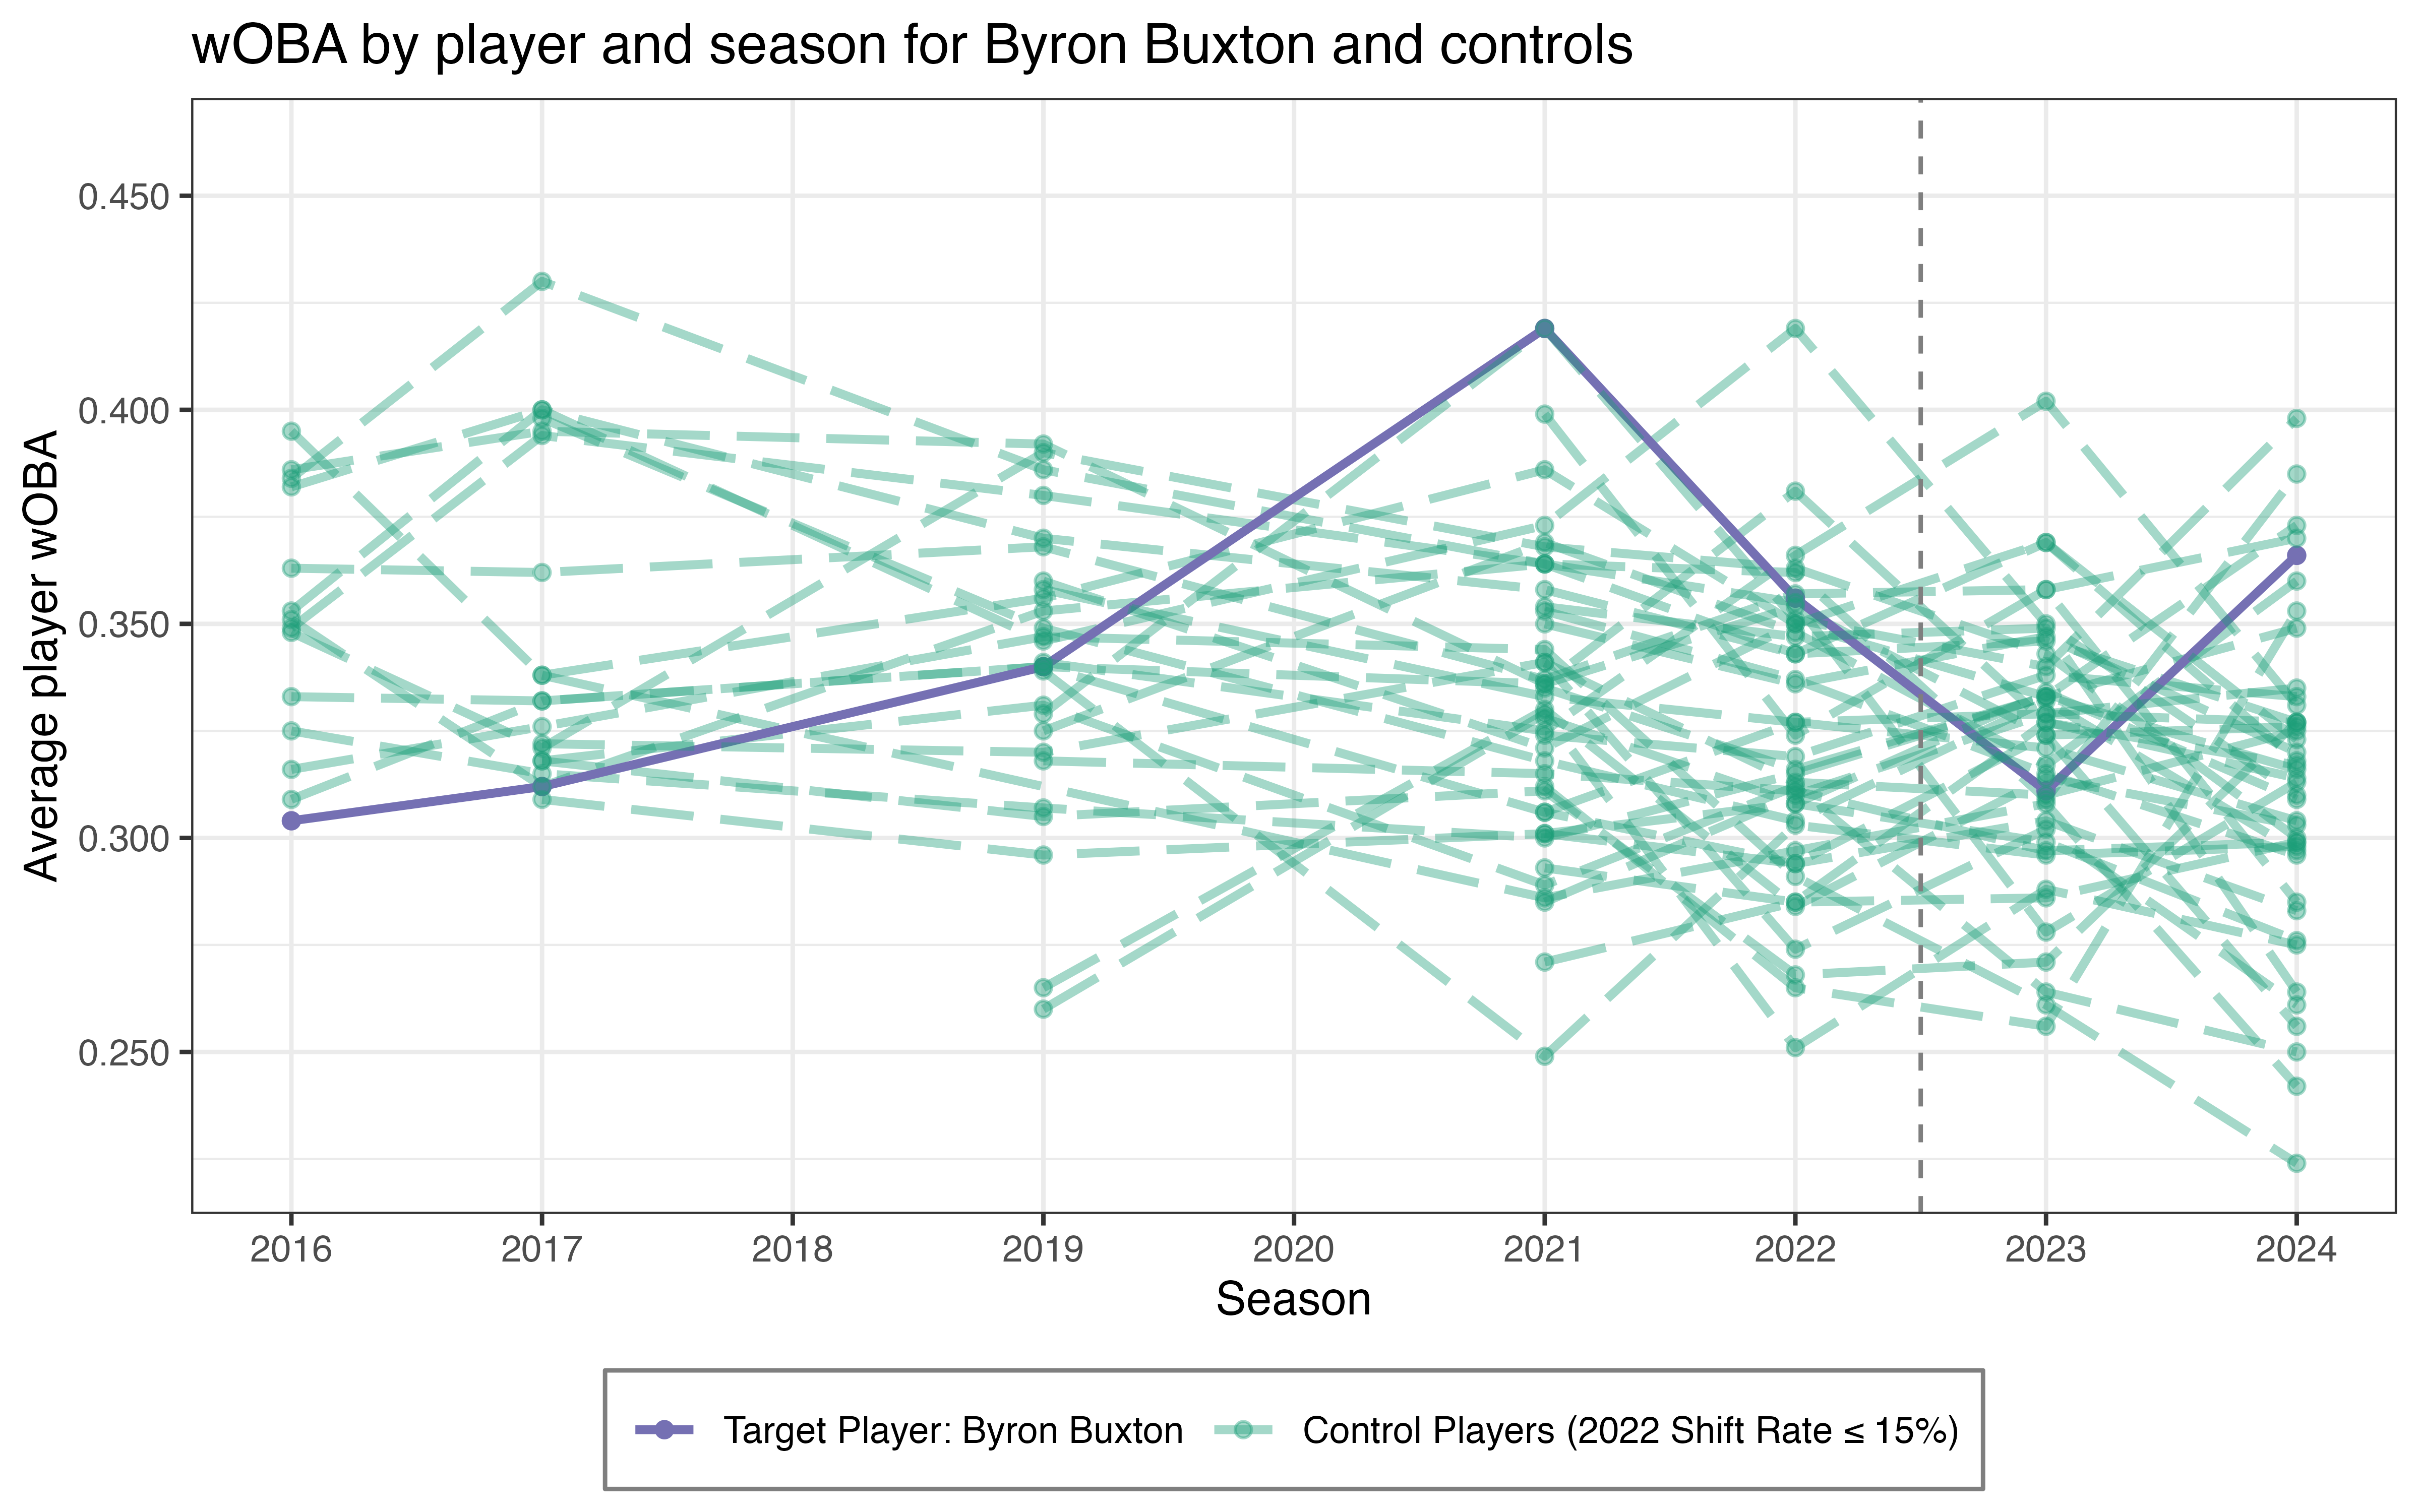 wOBA by player and season for Byron Buxton and controls
Average player wOBA
0.450
0.400
0.350
0.300
0.250
2016 2017 2018 2019 2020 2021 2022 2023 2024
Season
Target Player: Byron Buxton Control Players (2022 Shift Rate ≤ 15%)